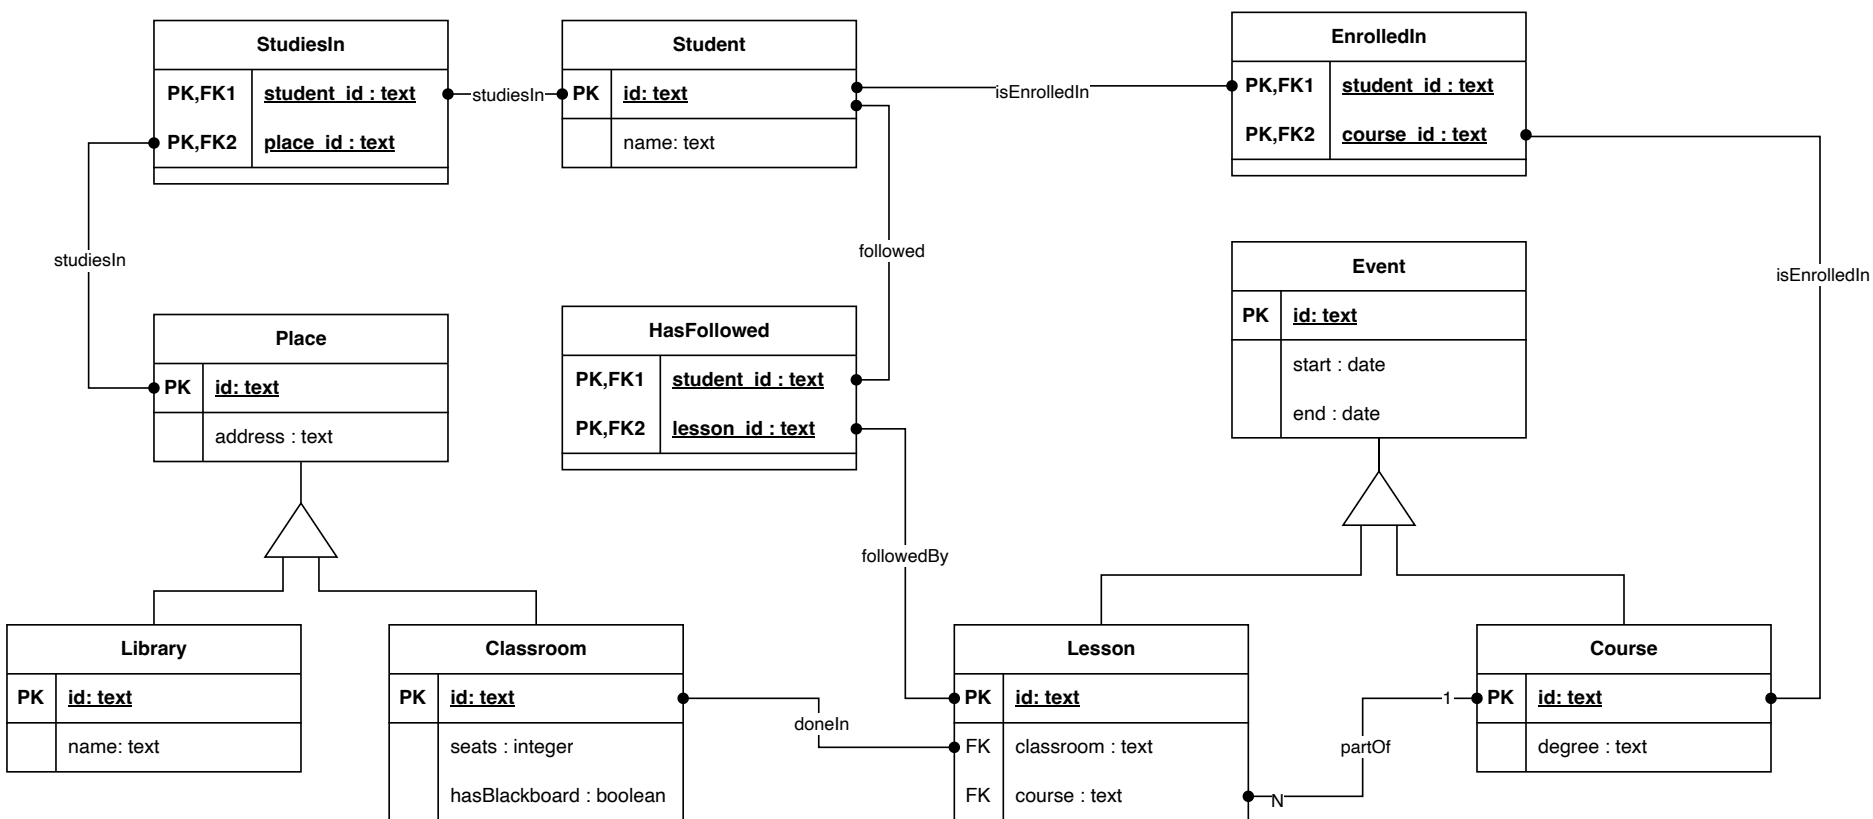 StudiesIn
PK,FK1 student_id : text
PK,FK2 place_id : text
studiesIn
Student
PK id: text
name: text
isEnrolledIn
EnrolledIn
PK,FK1 student_id : text
PK,FK2 course_id : text
studiesIn
followed
isEnrolledIn
Place
PK id: text
address : text
HasFollowed
PK,FK1 student_id : text
PK,FK2 lesson_id : text
Event
PK id: text
start : date
end : date
followedBy
Library
PK id: text
name: text
Classroom
PK id: text
seats : integer
hasBlackboard : boolean
doneIn
Lesson
PK id: text
FK classroom : text
FK course : text
1
partOf
N
Course
PK id: text
degree : text